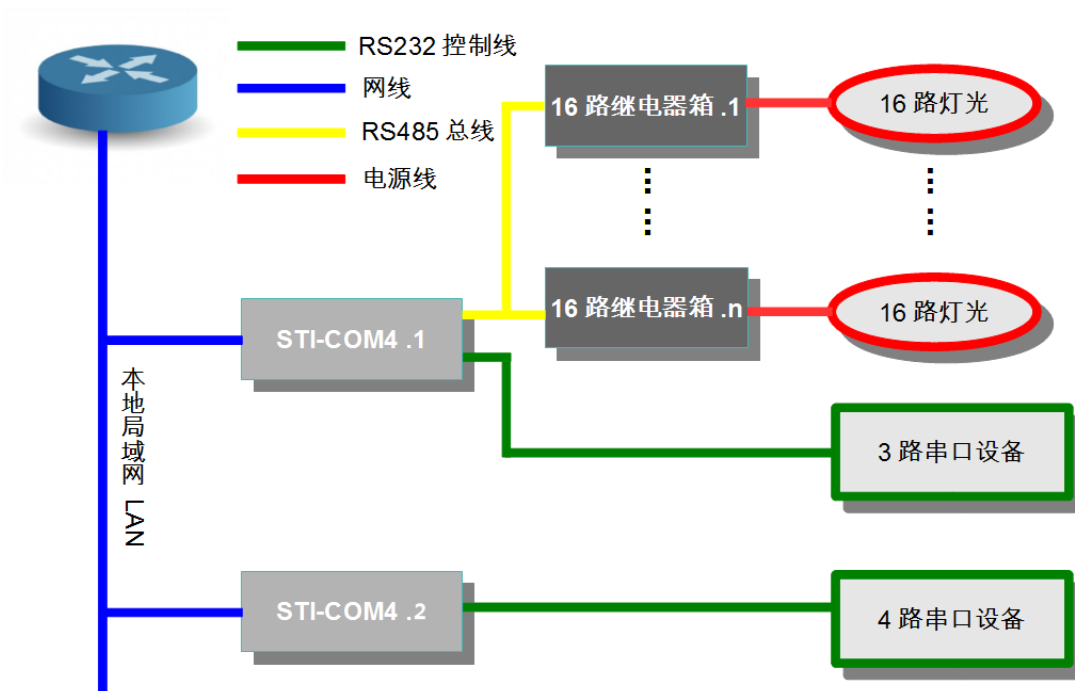 RS232 控制线
网线
RS485 总线
电源线
16 路继电器箱 .1
16 路灯光
16 路继电器箱 .n
16 路灯光
STI-COM4 .1
本地局域网 LAN
3 路串口设备
STI-COM4 .2
4 路串口设备